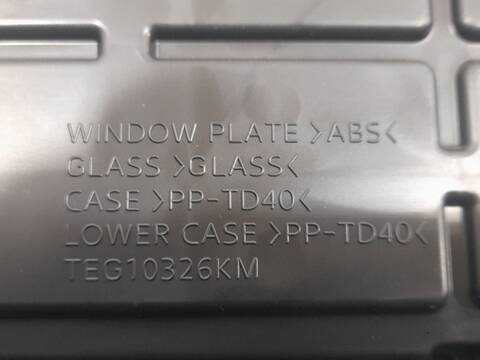 WINDOW PLATE >ABS<
GLASS >GLASS<
CASE >PP-TD40<
LOWER CASE >PP-TD40<
TEG10326KM